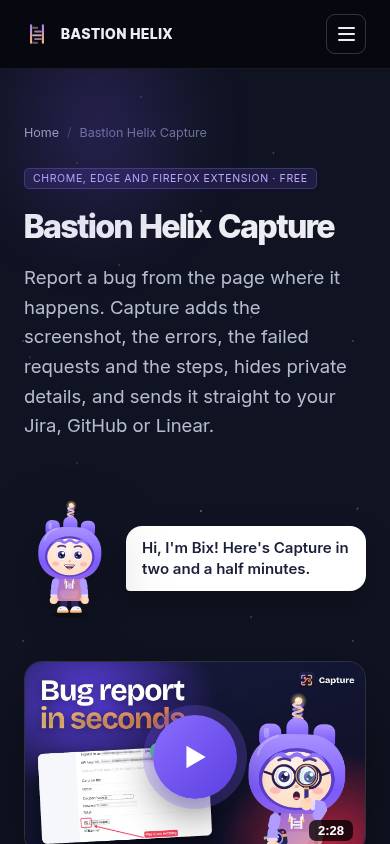 BASTION HELIX
Home / Bastion Helix Capture
CHROME, EDGE AND FIREFOX EXTENSION · FREE
Bastion Helix Capture
Report a bug from the page where it
happens. Capture adds the
screenshot, the errors, the failed
requests and the steps, hides private
details, and sends it straight to your
Jira, GitHub or Linear.
Hi, I'm Bix! Here's Capture in
two and a half minutes.
Capture
Bug report
in seconds
2:28